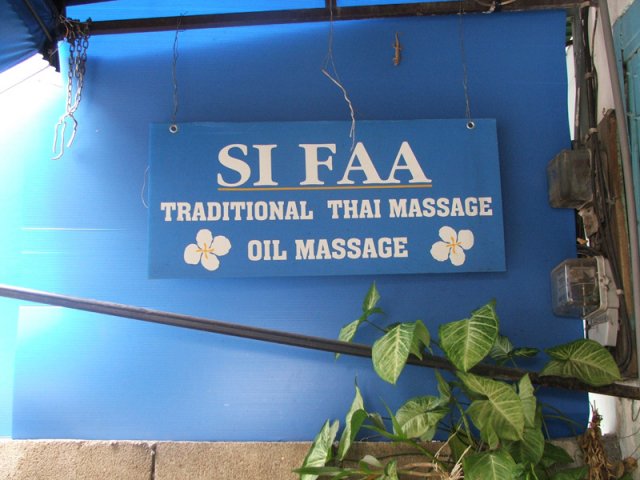 SI FAA
TRADITIONAL THAI MASSAGE
OIL MASSAGE